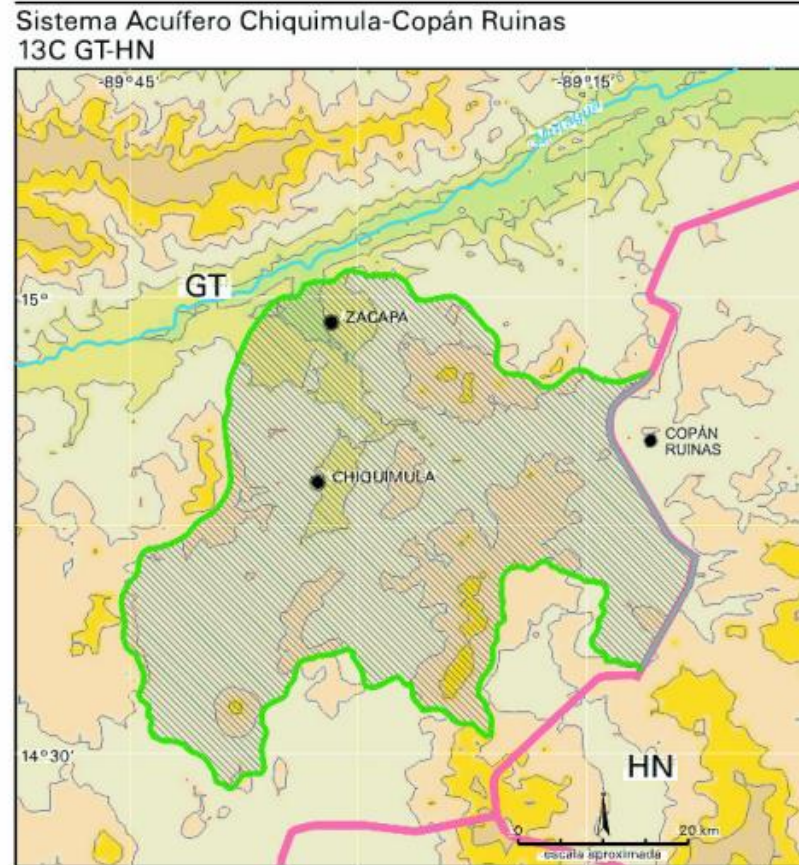 Sistema Acuífero Chiquimula-Copán Ruinas
13C GT-HN
-89°45'
-89°15'
Motagua
GT
15°
ZACAPA
COPÁN
RUINAS
CHIQUIMULA
14°30'
HN
0
20 km
escala aproximada